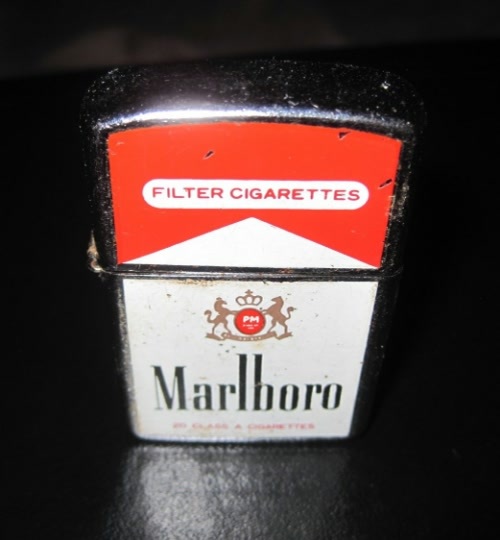 FILTER CIGARETTES
PM
Marlboro
20 CLASS A CIGARETTES